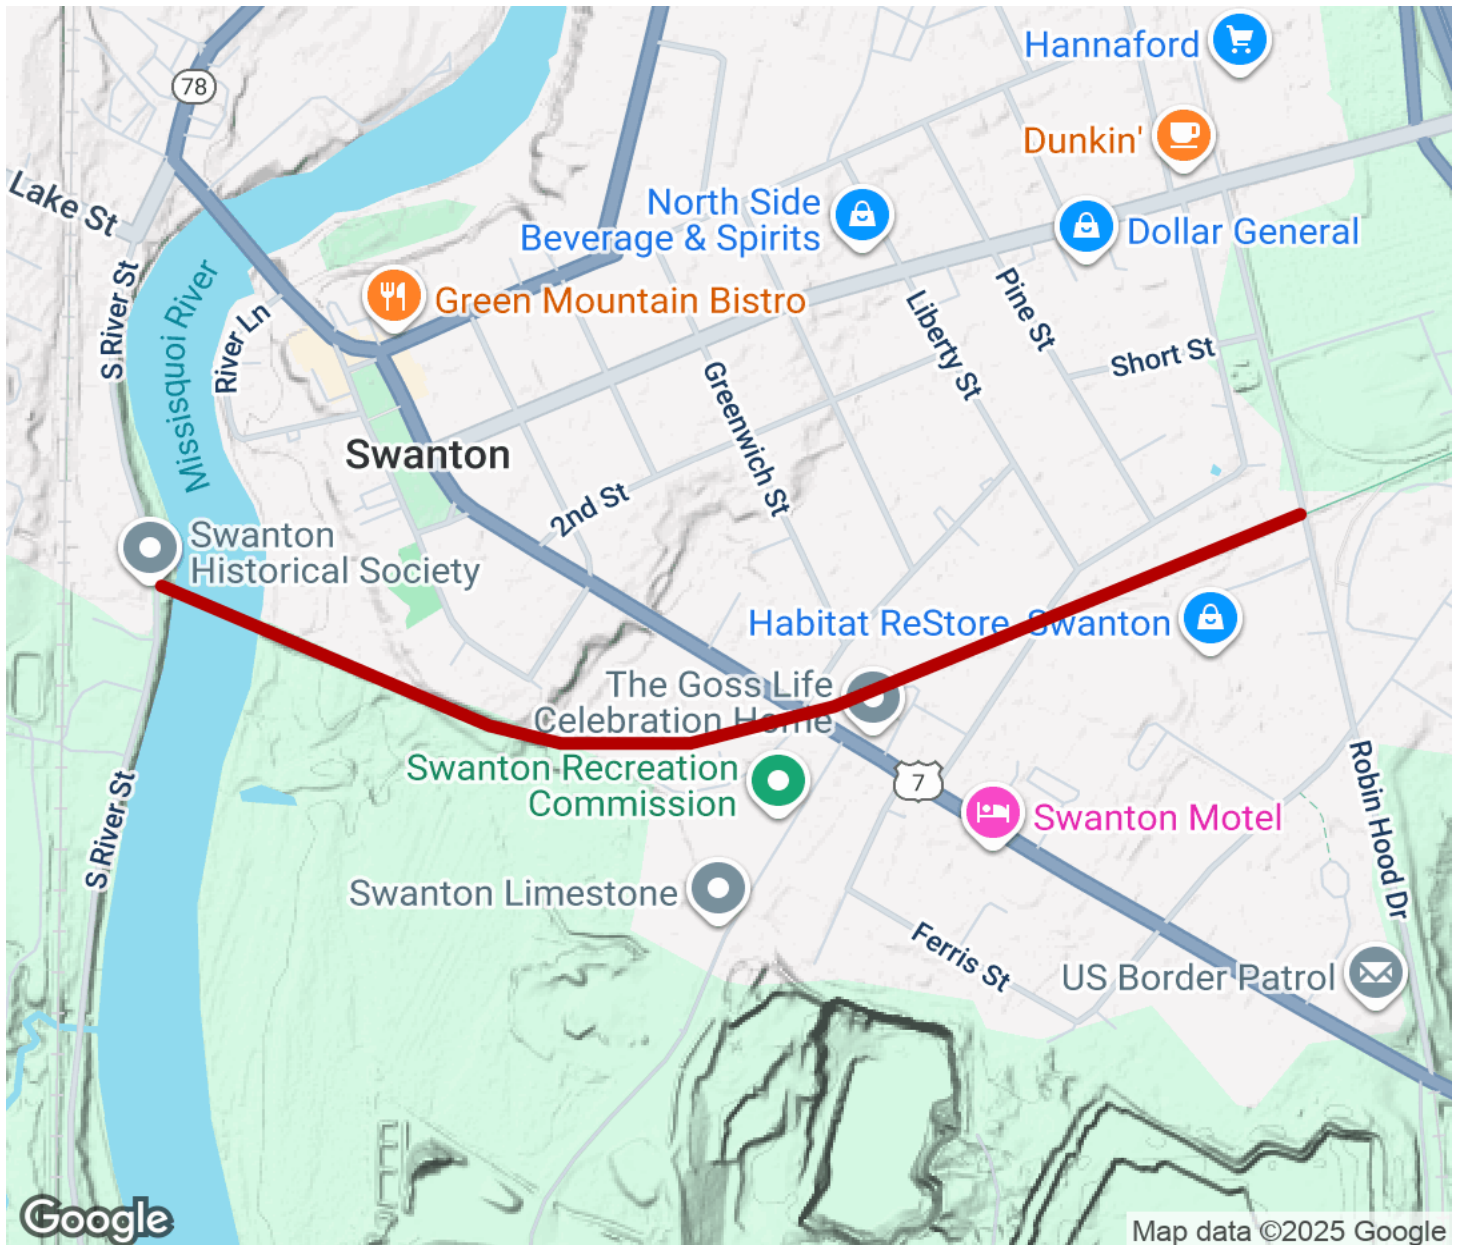 78
Hannaford
Dunkin'
Lake St
North Side
Beverage & Spirits
Dollar General
S River St
Missisquoi River
River Ln
Green Mountain Bistro
Liberty St
Pine St
Short St
Greenwich St
Swanton
2nd St
Swanton
Historical Society
Habitat ReStore, Swanton
The Goss Life
Celebration Home
Swanton Recreation
Commission
7
Swanton Motel
Robin Hood Dr
S River St
Swanton Limestone
Ferris St
US Border Patrol
Google
Map data ©2025 Google